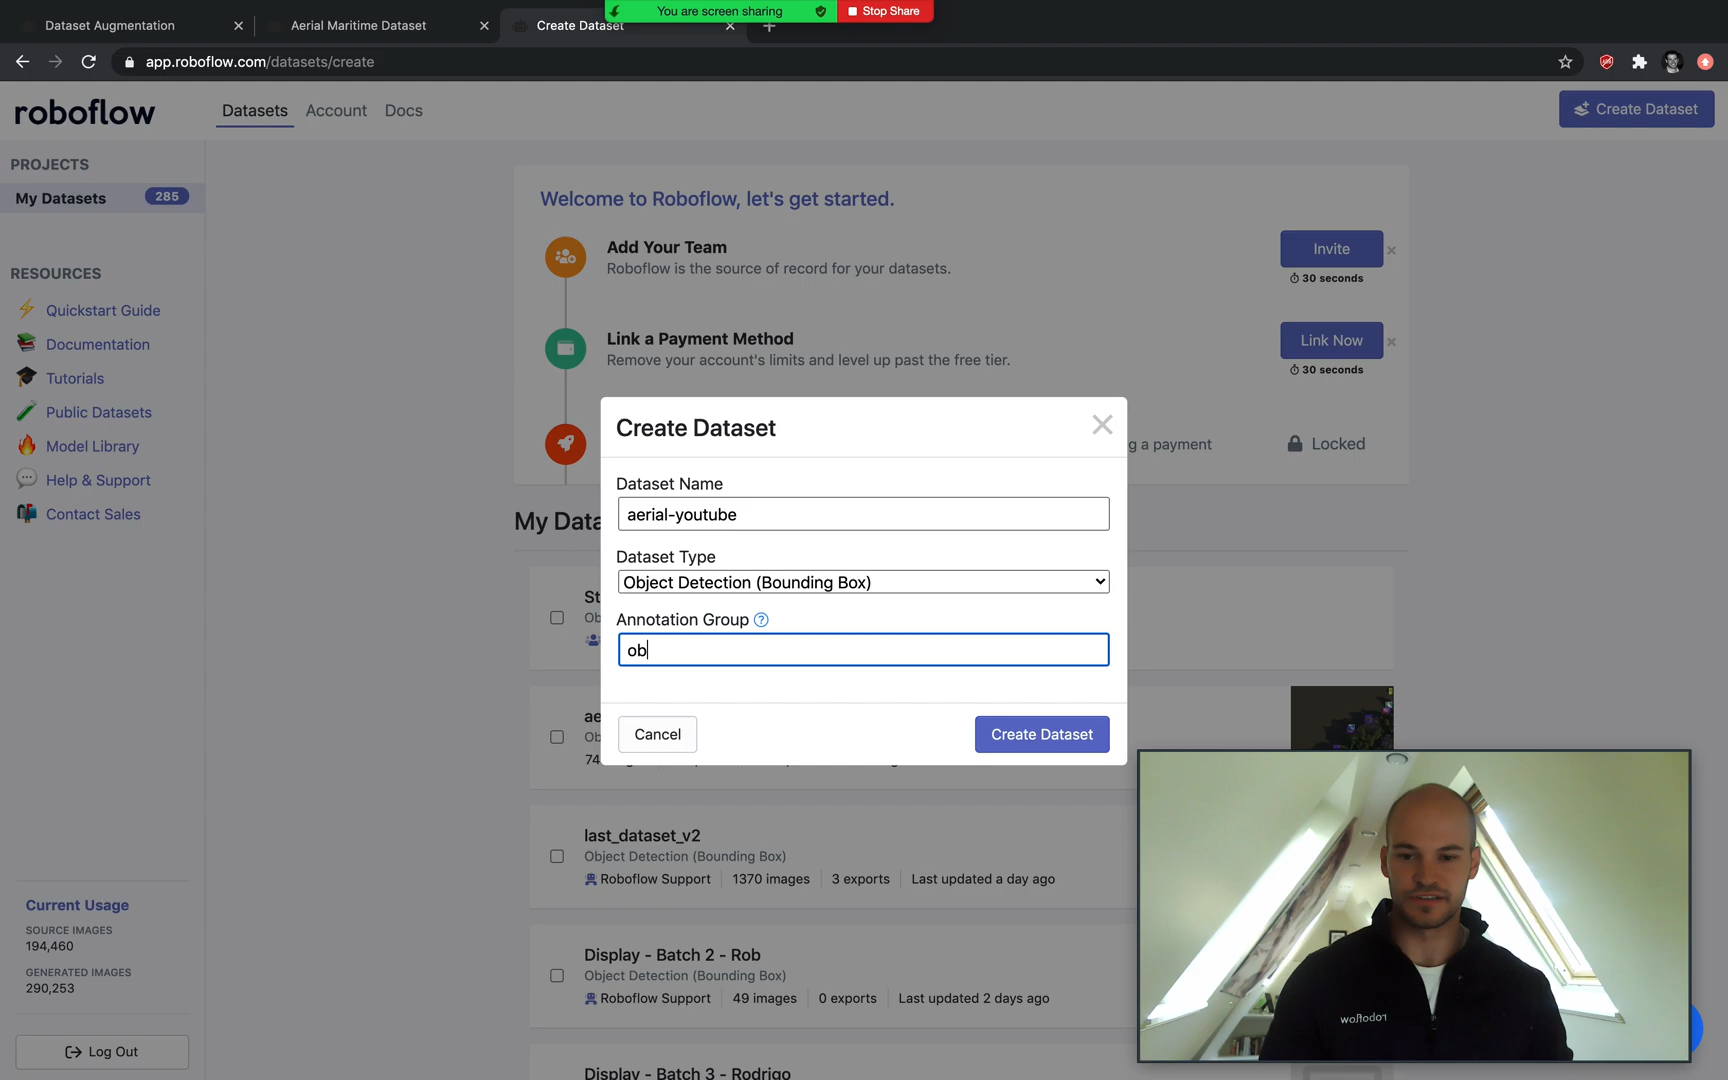 Dataset Augmentation
Aerial Maritime Dataset
Create Dataset
You are screen sharing
Stop Share
app.roboflow.com/datasets/create
roboflow
Datasets
Account
Docs
Create Dataset
PROJECTS
My Datasets
285
RESOURCES
Quickstart Guide
Documentation
Tutorials
Public Datasets
Model Library
Help & Support
Contact Sales
Current Usage
SOURCE IMAGES
194,460
GENERATED IMAGES
290,253
Log Out
Welcome to Roboflow, let's get started.
Add Your Team
Roboflow is the source of record for your datasets.
Invite
30 seconds
Link a Payment Method
Remove your account's limits and level up past the free tier.
Link Now
30 seconds
g a payment
Locked
My Data
St
Ob
ae
Ob
74
Create Dataset
Dataset Name
aerial-youtube
Dataset Type
Object Detection (Bounding Box)
Annotation Group
ob
Cancel
Create Dataset
last_dataset_v2
Object Detection (Bounding Box)
Roboflow Support 1370 images 3 exports Last updated a day ago
Display - Batch 2 - Rob
Object Detection (Bounding Box)
Roboflow Support 49 images 0 exports Last updated 2 days ago
Display - Batch 3 - Rodrigo
roboflow